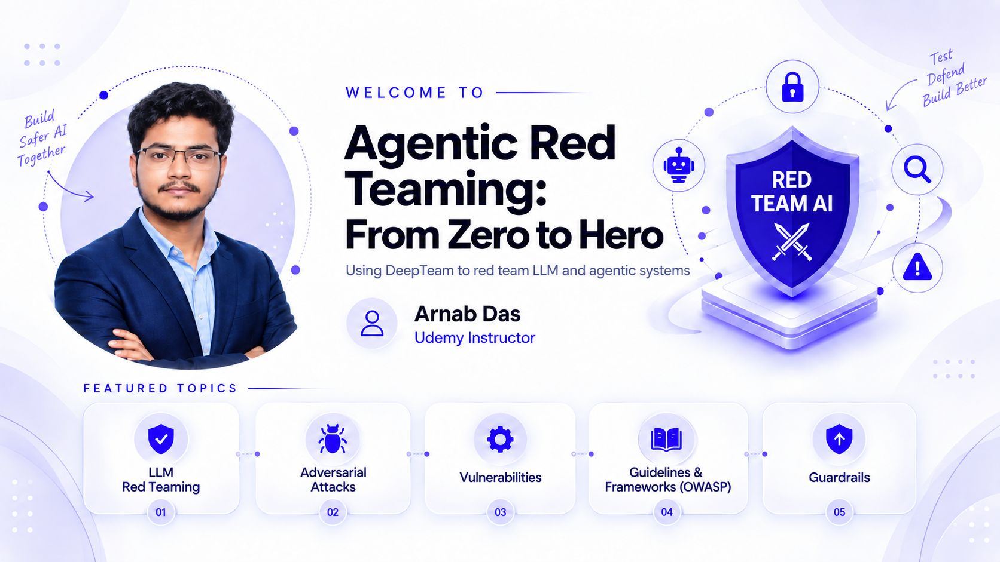 Build
Safer AI
Together
WELCOME TO
Agentic Red
Teaming:
From Zero to Hero
Using DeepTeam to red team LLM and agentic systems
Arnab Das
Udemy Instructor
Test
Defend
Build Better
RED
TEAM AI
FEATURED TOPICS
LLM
Red Teaming
01
Adversarial
Attacks
02
Vulnerabilities
03
Guidelines &
Frameworks (OWASP)
04
Guardrails
05